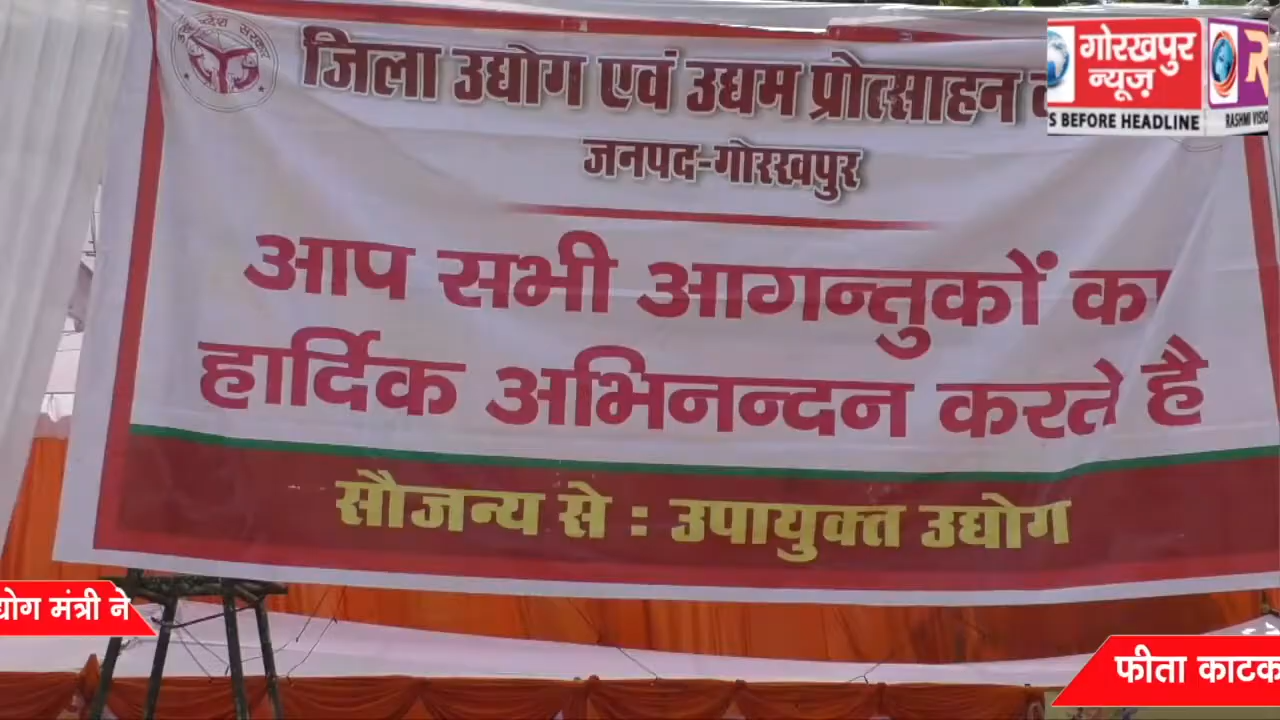 जिला उद्योग एवं उद्यम प्रोत्साहन
जनपद-गोरखपुर
आप सभी आगन्तुकों का
हार्दिक अभिनन्दन करते है
सौजन्य से : उपायुक्त उद्योग
गोरखपुर
न्यूज़
S BEFORE HEADLINE
RASHMI VISI
मंत्री ने
फीता काटक